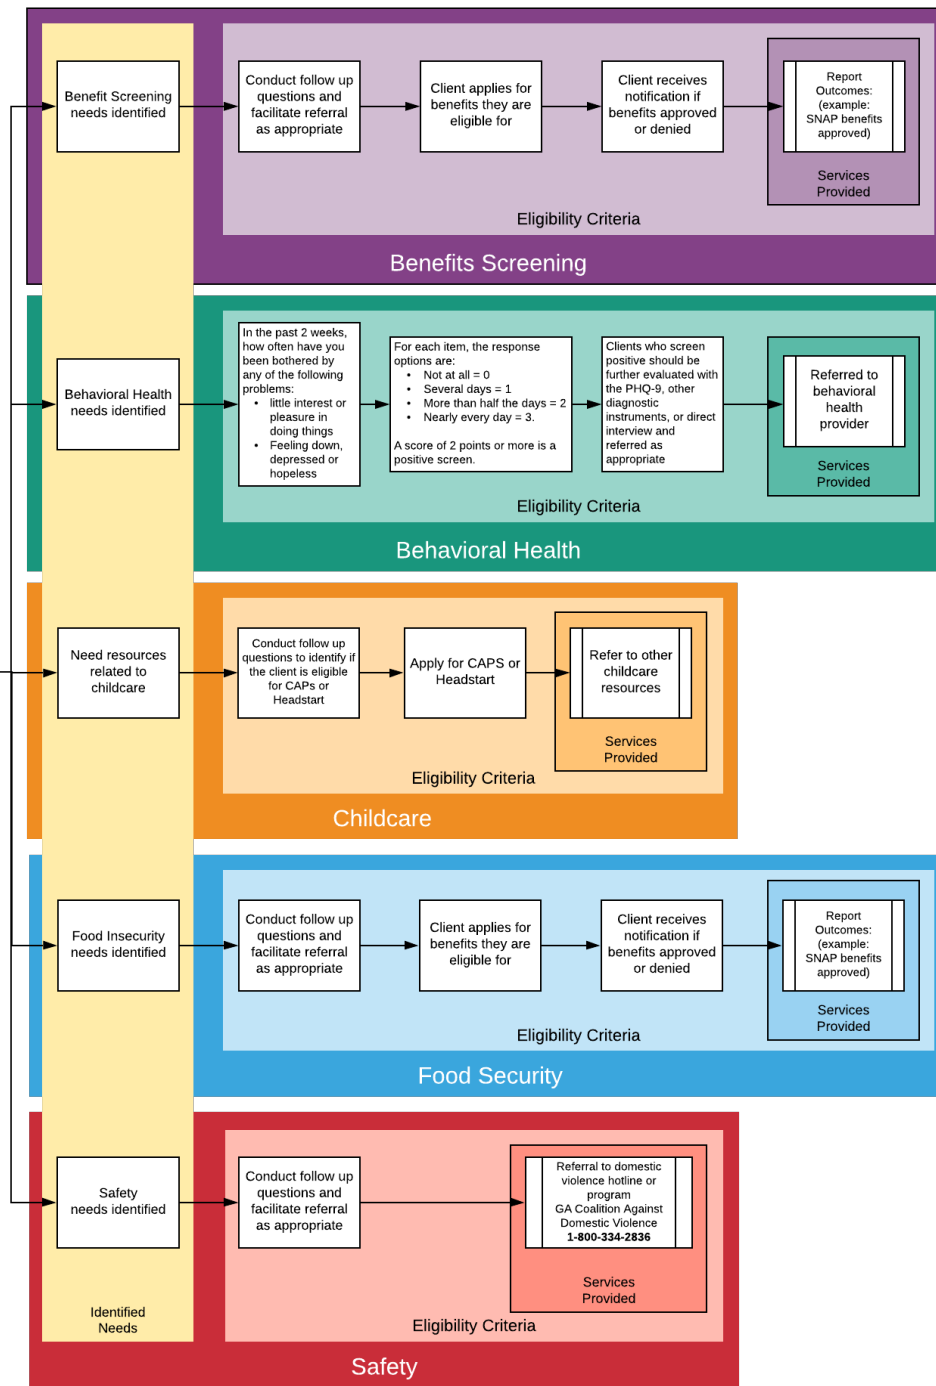 Benefit Screening
needs identified
Conduct follow up
questions and
facilitate referral
as appropriate
Client applies for
benefits they are
eligible for
Client receives
notification if
benefits approved
or denied
Report
Outcomes:
(example:
SNAP benefits
approved)
Services
Provided
Eligibility Criteria
Benefits Screening
Behavioral Health
needs identified
In the past 2 weeks,
how often have you
been bothered by
any of the following
problems:
• little interest or
pleasure in
doing things
• Feeling down,
depressed or
hopeless
For each item, the response
options are:
• Not at all = 0
• Several days = 1
• More than half the days = 2
• Nearly every day = 3.
A score of 2 points or more is a
positive screen.
Clients who screen
positive should be
further evaluated with
the PHQ-9, other
diagnostic
instruments, or direct
interview and
referred as
appropriate
Referred to
behavioral
health
provider
Services
Provided
Eligibility Criteria
Behavioral Health
Need resources
related to
childcare
Conduct follow up
questions to identify if
the client is eligible
for CAPs or
Headstart
Apply for CAPS or
Headstart
Refer to other
childcare
resources
Services
Provided
Eligibility Criteria
Childcare
Food Insecurity
needs identified
Conduct follow up
questions and
facilitate referral
as appropriate
Client applies for
benefits they are
eligible for
Client receives
notification if
benefits approved
or denied
Report
Outcomes:
(example:
SNAP benefits
approved)
Services
Provided
Eligibility Criteria
Food Security
Safety
needs identified
Conduct follow up
questions and
facilitate referral
as appropriate
Referral to domestic
violence hotline or
program
GA Coalition Against
Domestic Violence
1-800-334-2836
Services
Provided
Identified
Needs
Eligibility Criteria
Safety